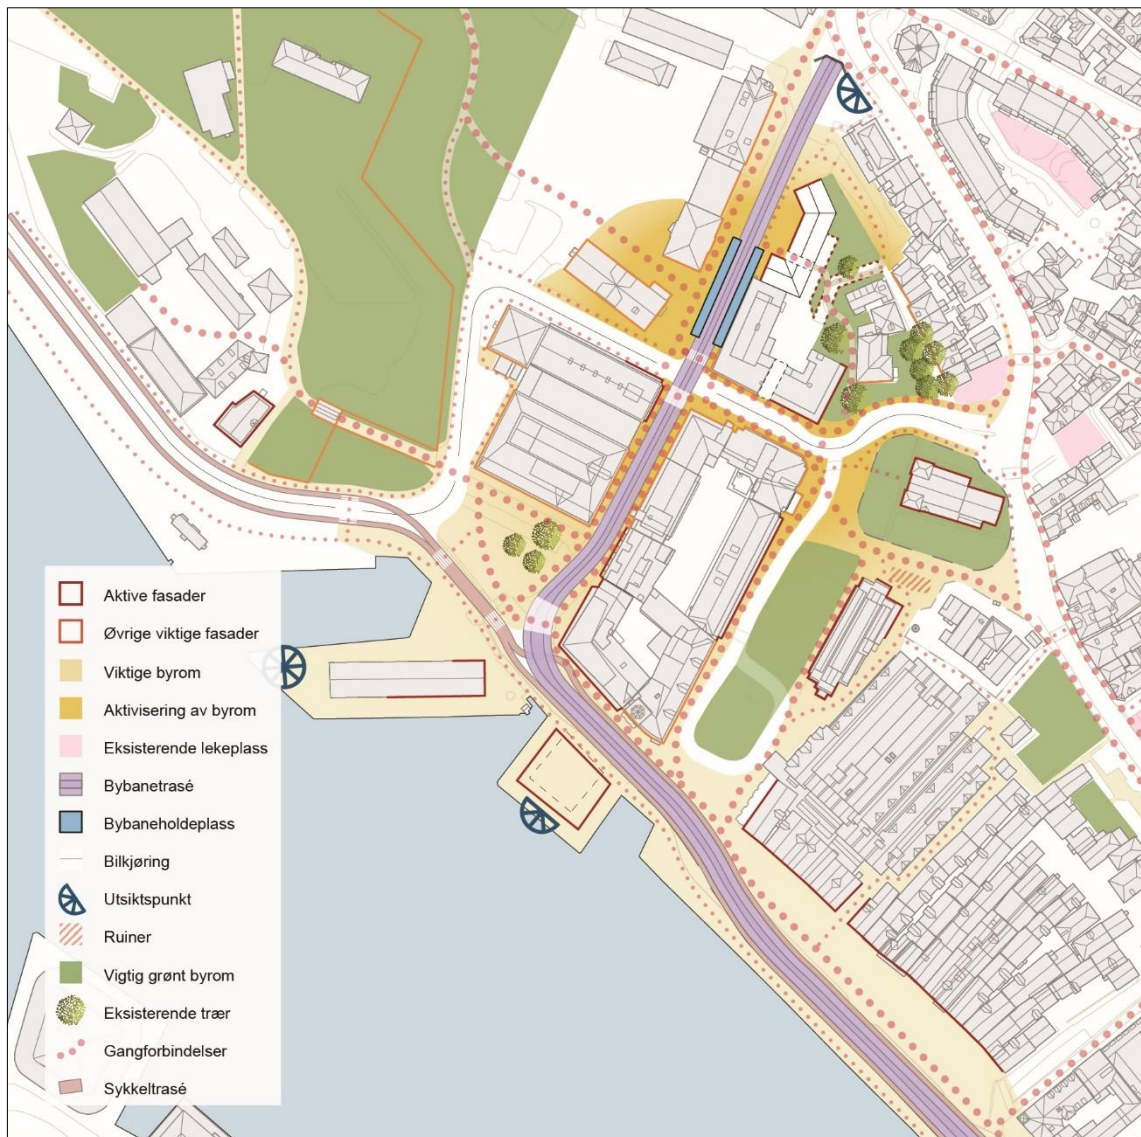 Aktive fasader
Øvrige viktige fasader
Viktige byrom
Aktivisering av byrom
Eksisterende lekeplass
Bybanetrasé
Bybaneholdeplass
Bilkjøring
Utsiktspunkt
Ruiner
Vigtig grønt byrom
Eksisterende trær
Gangforbindelser
Sykkeltrasé